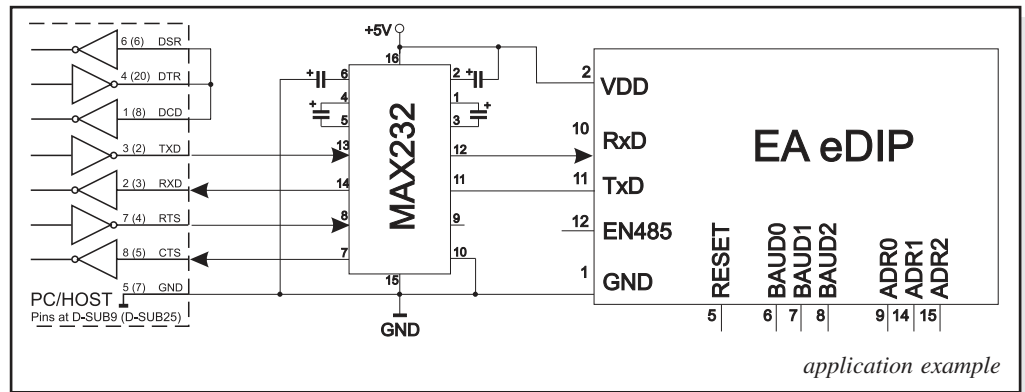 +5V
6 (6) DSR
4 (20) DTR
1 (8) DCD
3 (2) TXD
2 (3) RXD
7 (4) RTS
8 (5) CTS
5 (7) GND
PC/HOST
Pins at D-SUB9 (D-SUB25)
16
+ 6
+ 4
5
13
14
8
7
15
MAX232
2 +
1 +
3
12
11
9
10
GND
2 VDD
10 RxD
11 TxD
12 EN485
1 GND
EA eDIP
RESET
BAUD0
BAUD1
BAUD2
ADR0
ADR1
ADR2
5
6
7
8
9
14
15
application example